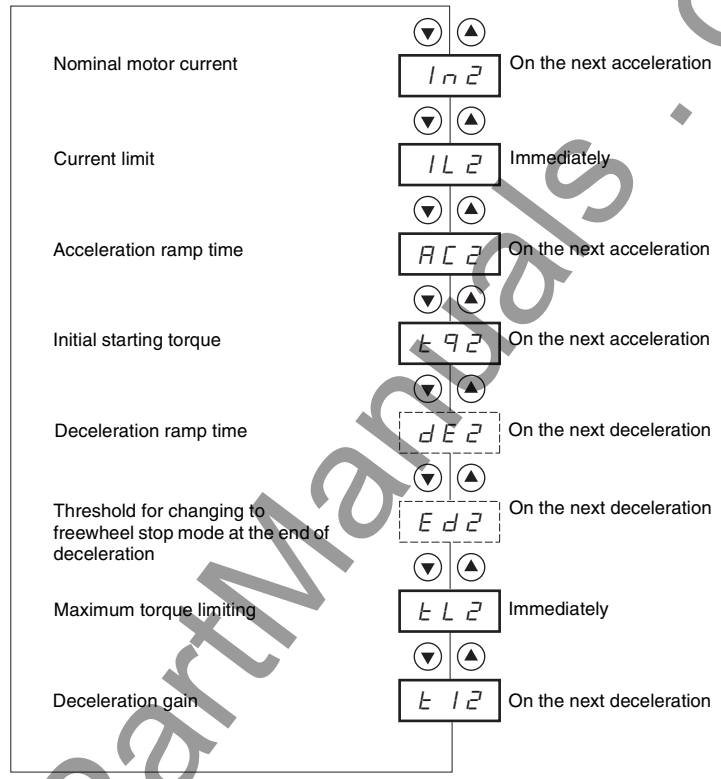 Nominal motor current
In2
On the next acceleration
Current limit
IL2
Immediately
Acceleration ramp time
AC2
On the next acceleration
Initial starting torque
tq2
On the next acceleration
Deceleration ramp time
dE2
On the next deceleration
Threshold for changing to
freewheel stop mode at the end of
deceleration
Ed2
On the next deceleration
Maximum torque limiting
tL2
Immediately
Deceleration gain
tI2
On the next deceleration
PartManuals.